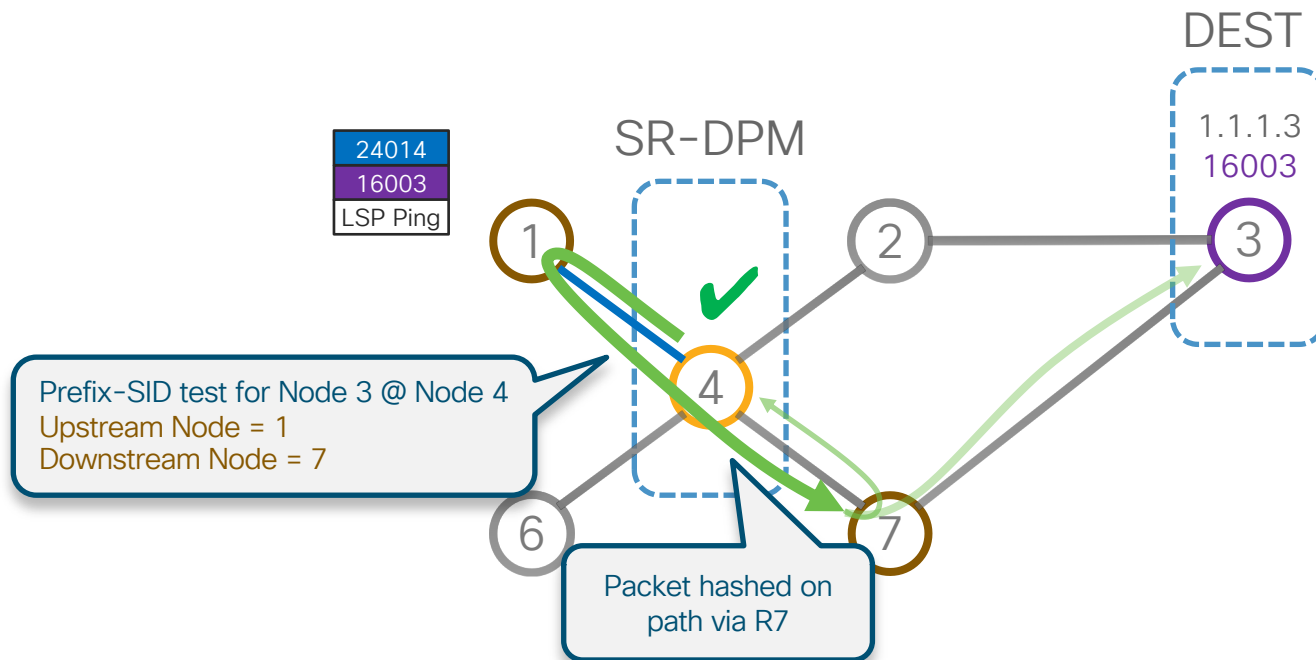 DEST
1.1.1.3
16003
SR-DPM
24014
16003
LSP Ping
1
2
3
Prefix-SID test for Node 3 @ Node 4
Upstream Node = 1
Downstream Node = 7
4
6
7
Packet hashed on
path via R7